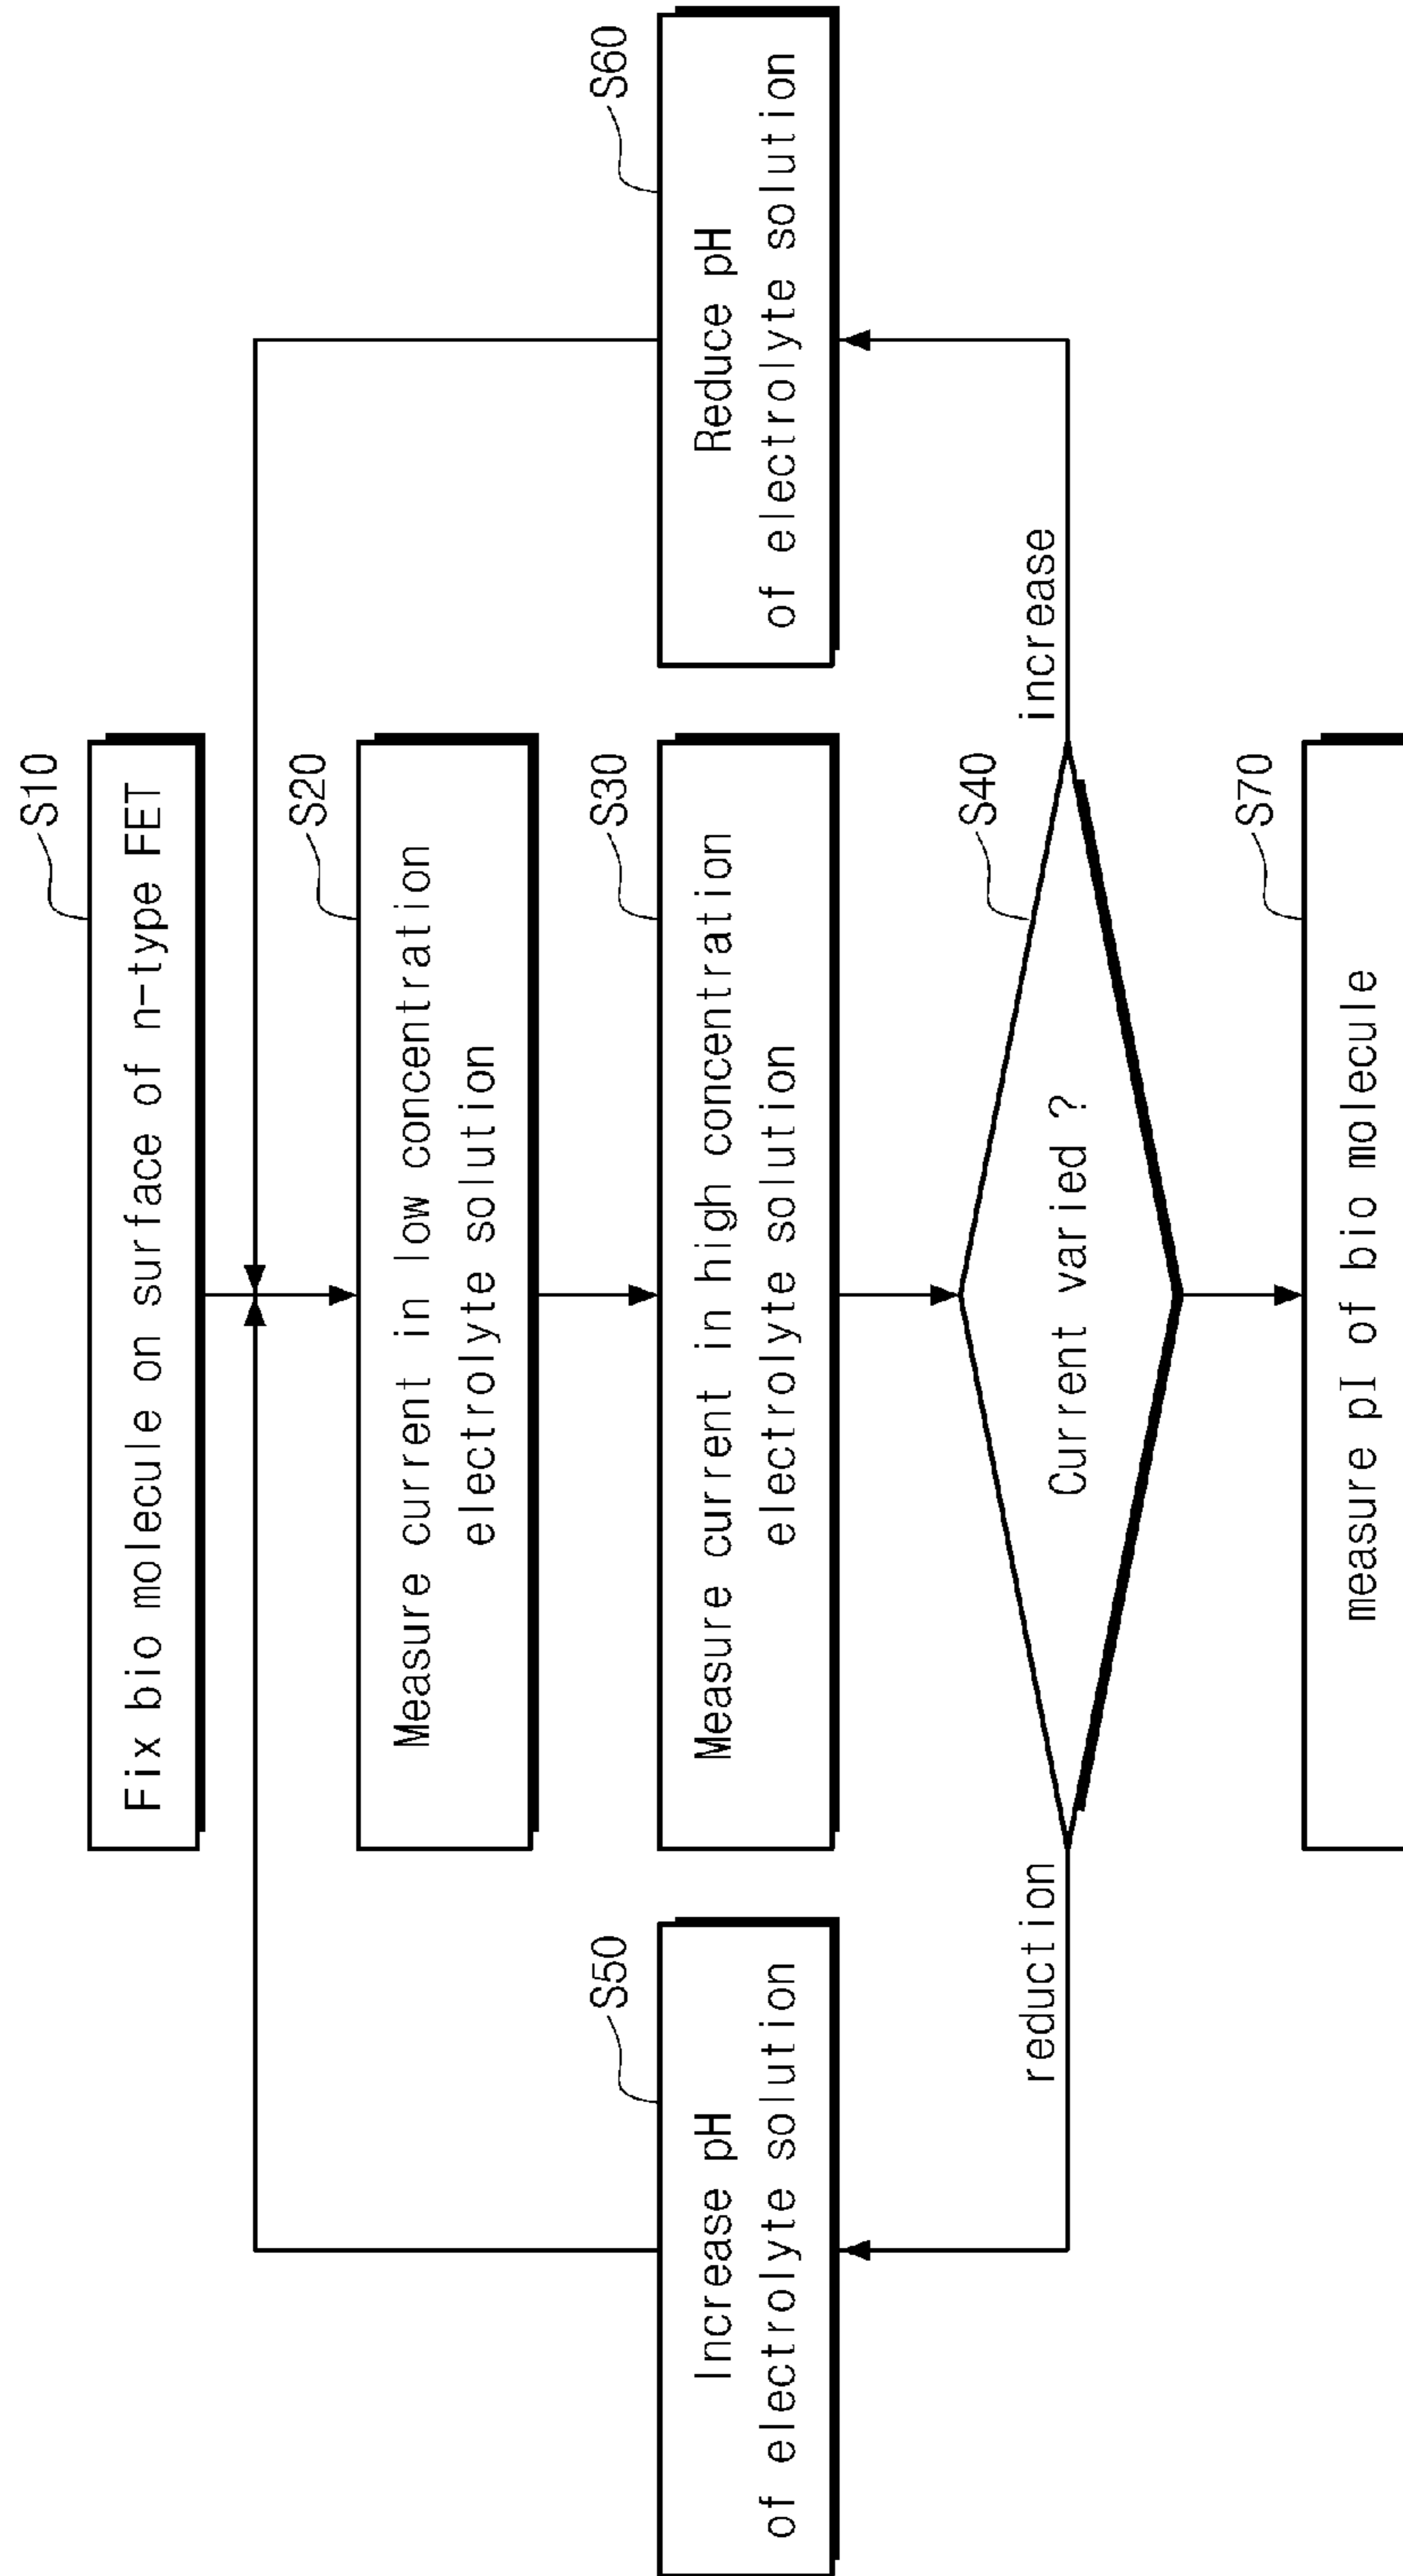 S10
Fix bio molecule on surface of n-type FET
S20
Measure current in low concentration
electrolyte solution
S50
Increase pH
of electrolyte solution
S30
Measure current in high concentration
electrolyte solution
S60
Reduce pH
of electrolyte solution
S40
reduction
Current varied ?
increase
S70
measure pI of bio molecule